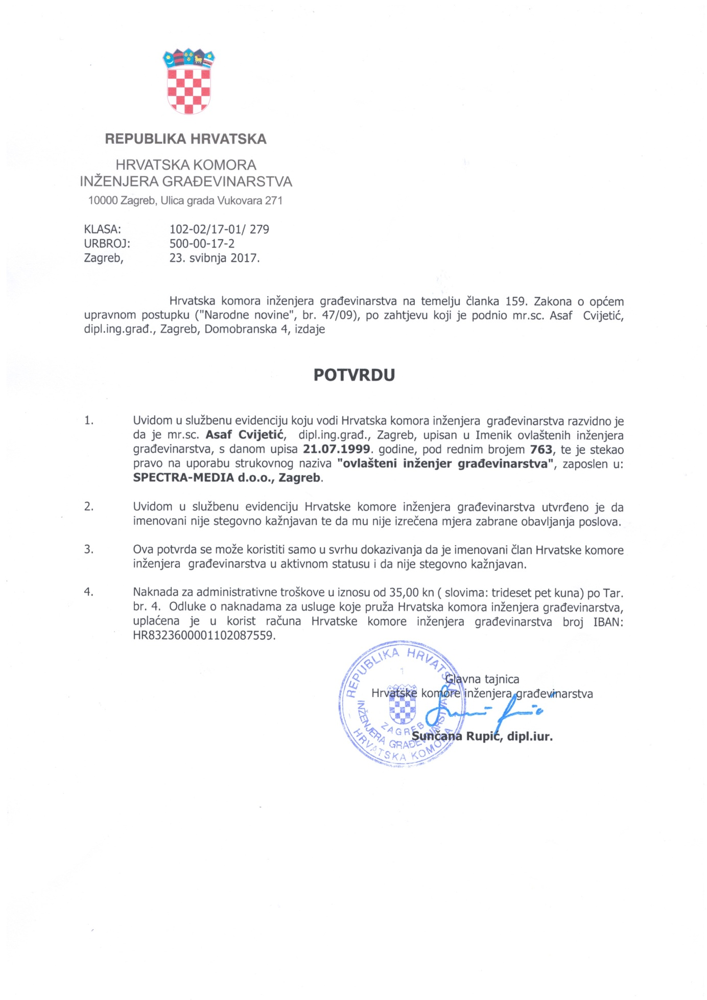 REPUBLIKA HRVATSKA
HRVATSKA KOMORA
INŽENJERA GRAĐEVINARSTVA
10000 Zagreb, Ulica grada Vukovara 271
KLASA: 102-02/17-01/ 279
URBROJ: 500-00-17-2
Zagreb, 23. svibnja 2017.
Hrvatska komora inženjera građevinarstva na temelju članka 159. Zakona o općem
upravnom postupku ("Narodne novine", br. 47/09), po zahtjevu koji je podnio mr.sc. Asaf Cvijetić,
dipl.ing.građ., Zagreb, Domobranska 4, izdaje
POTVRDU
1. Uvidom u službenu evidenciju koju vodi Hrvatska komora inženjera građevinarstva razvidno je
da je mr.sc. Asaf Cvijetić, dipl.ing.građ., Zagreb, upisan u Imenik ovlaštenih inženjera
građevinarstva, s danom upisa 21.07.1999. godine, pod rednim brojem 763, te je stekao
pravo na uporabu strukovnog naziva "ovlašteni inženjer građevinarstva", zaposlen u:
SPECTRA-MEDIA d.o.o., Zagreb.
2. Uvidom u službenu evidenciju Hrvatske komore inženjera građevinarstva utvrđeno je da
imenovani nije stegovno kažnjavan te da mu nije izrečena mjera zabrane obavljanja poslova.
3. Ova potvrda se može koristiti samo u svrhu dokazivanja da je imenovani član Hrvatske komore
inženjera građevinarstva u aktivnom statusu i da nije stegovno kažnjavan.
4. Naknada za administrativne troškove u iznosu od 35,00 kn ( slovima: trideset pet kuna) po Tar.
br. 4. Odluke o naknadama za usluge koje pruža Hrvatska komora inženjera građevinarstva,
uplaćena je u korist računa Hrvatske komore inženjera građevinarstva broj IBAN:
HR8323600001102087559.
Glavna tajnica
Hrvatske komore inženjera građevinarstva
Sunčana Rupić, dipl.iur.
REPUBLIKA HRVATSKA
1
ZAGREB
INŽENJERA GRAĐEVINARSTVA
HRVATSKA KOMORA